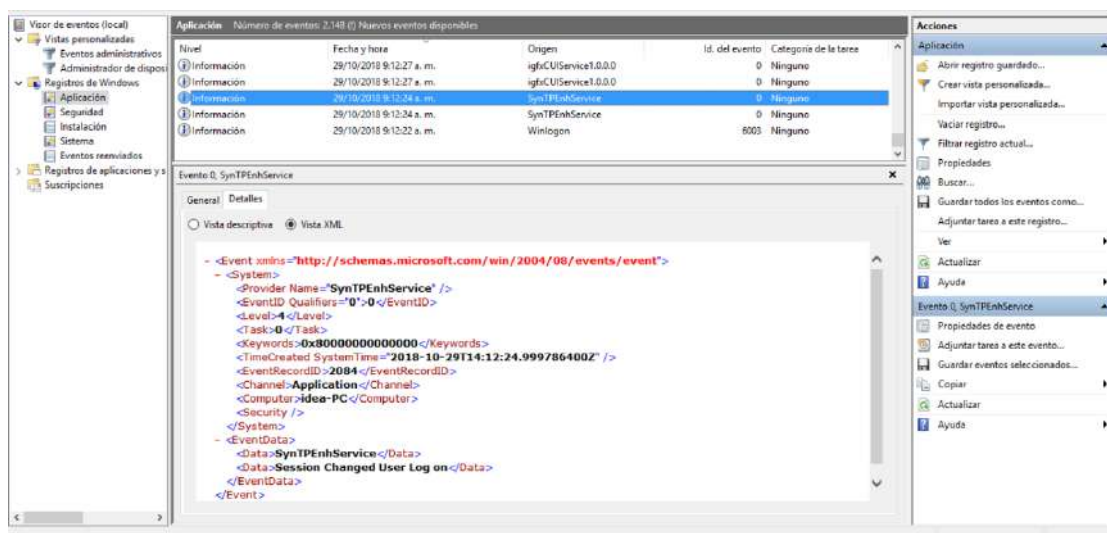 Visor de eventos (local)
Vistas personalizadas
Eventos administrativos
Administrador de disposi
Registros de Windows
Aplicación
Seguridad
Instalación
Sistema
Eventos reenviados
Registros de aplicaciones y s
Suscripciones
Aplicación Número de eventos: 2.148 (!) Nuevos eventos disponibles
Nivel Fecha y hora Origen Id. del evento Categoría de la tarea
Información 29/10/2018 9:12:27 a. m. igfxCUIService1.0.0.0 0 Ninguno
Información 29/10/2018 9:12:27 a. m. igfxCUIService1.0.0.0 0 Ninguno
Información 29/10/2018 9:12:24 a. m. SynTPEnhService 0 Ninguno
Información 29/10/2018 9:12:24 a. m. SynTPEnhService 0 Ninguno
Información 29/10/2018 9:12:22 a. m. Winlogon 6003 Ninguno
Evento 0, SynTPEnhService
General Detalles
Vista descriptiva Vista XML
- <Event xmlns="http://schemas.microsoft.com/win/2004/08/events/event">
- <System>
<Provider Name="SynTPEnhService" />
<EventID Qualifiers="0">0</EventID>
<Level>4</Level>
<Task>0</Task>
<Keywords>0x80000000000000</Keywords>
<TimeCreated SystemTime="2018-10-29T14:12:24.999786400Z" />
<EventRecordID>2084</EventRecordID>
<Channel>Application</Channel>
<Computer>idea-PC</Computer>
<Security />
</System>
- <EventData>
<Data>SynTPEnhService</Data>
<Data>Session Changed User Log on</Data>
</EventData>
</Event>
Acciones
Aplicación
Abrir registro guardado...
Crear vista personalizada...
Importar vista personalizada...
Vaciar registro...
Filtrar registro actual...
Propiedades
Buscar...
Guardar todos los eventos como...
Adjuntar tarea a este registro...
Ver
Actualizar
Ayuda
Evento 0, SynTPEnhService
Propiedades de evento
Adjuntar tarea a este evento...
Guardar eventos seleccionados...
Copiar
Actualizar
Ayuda